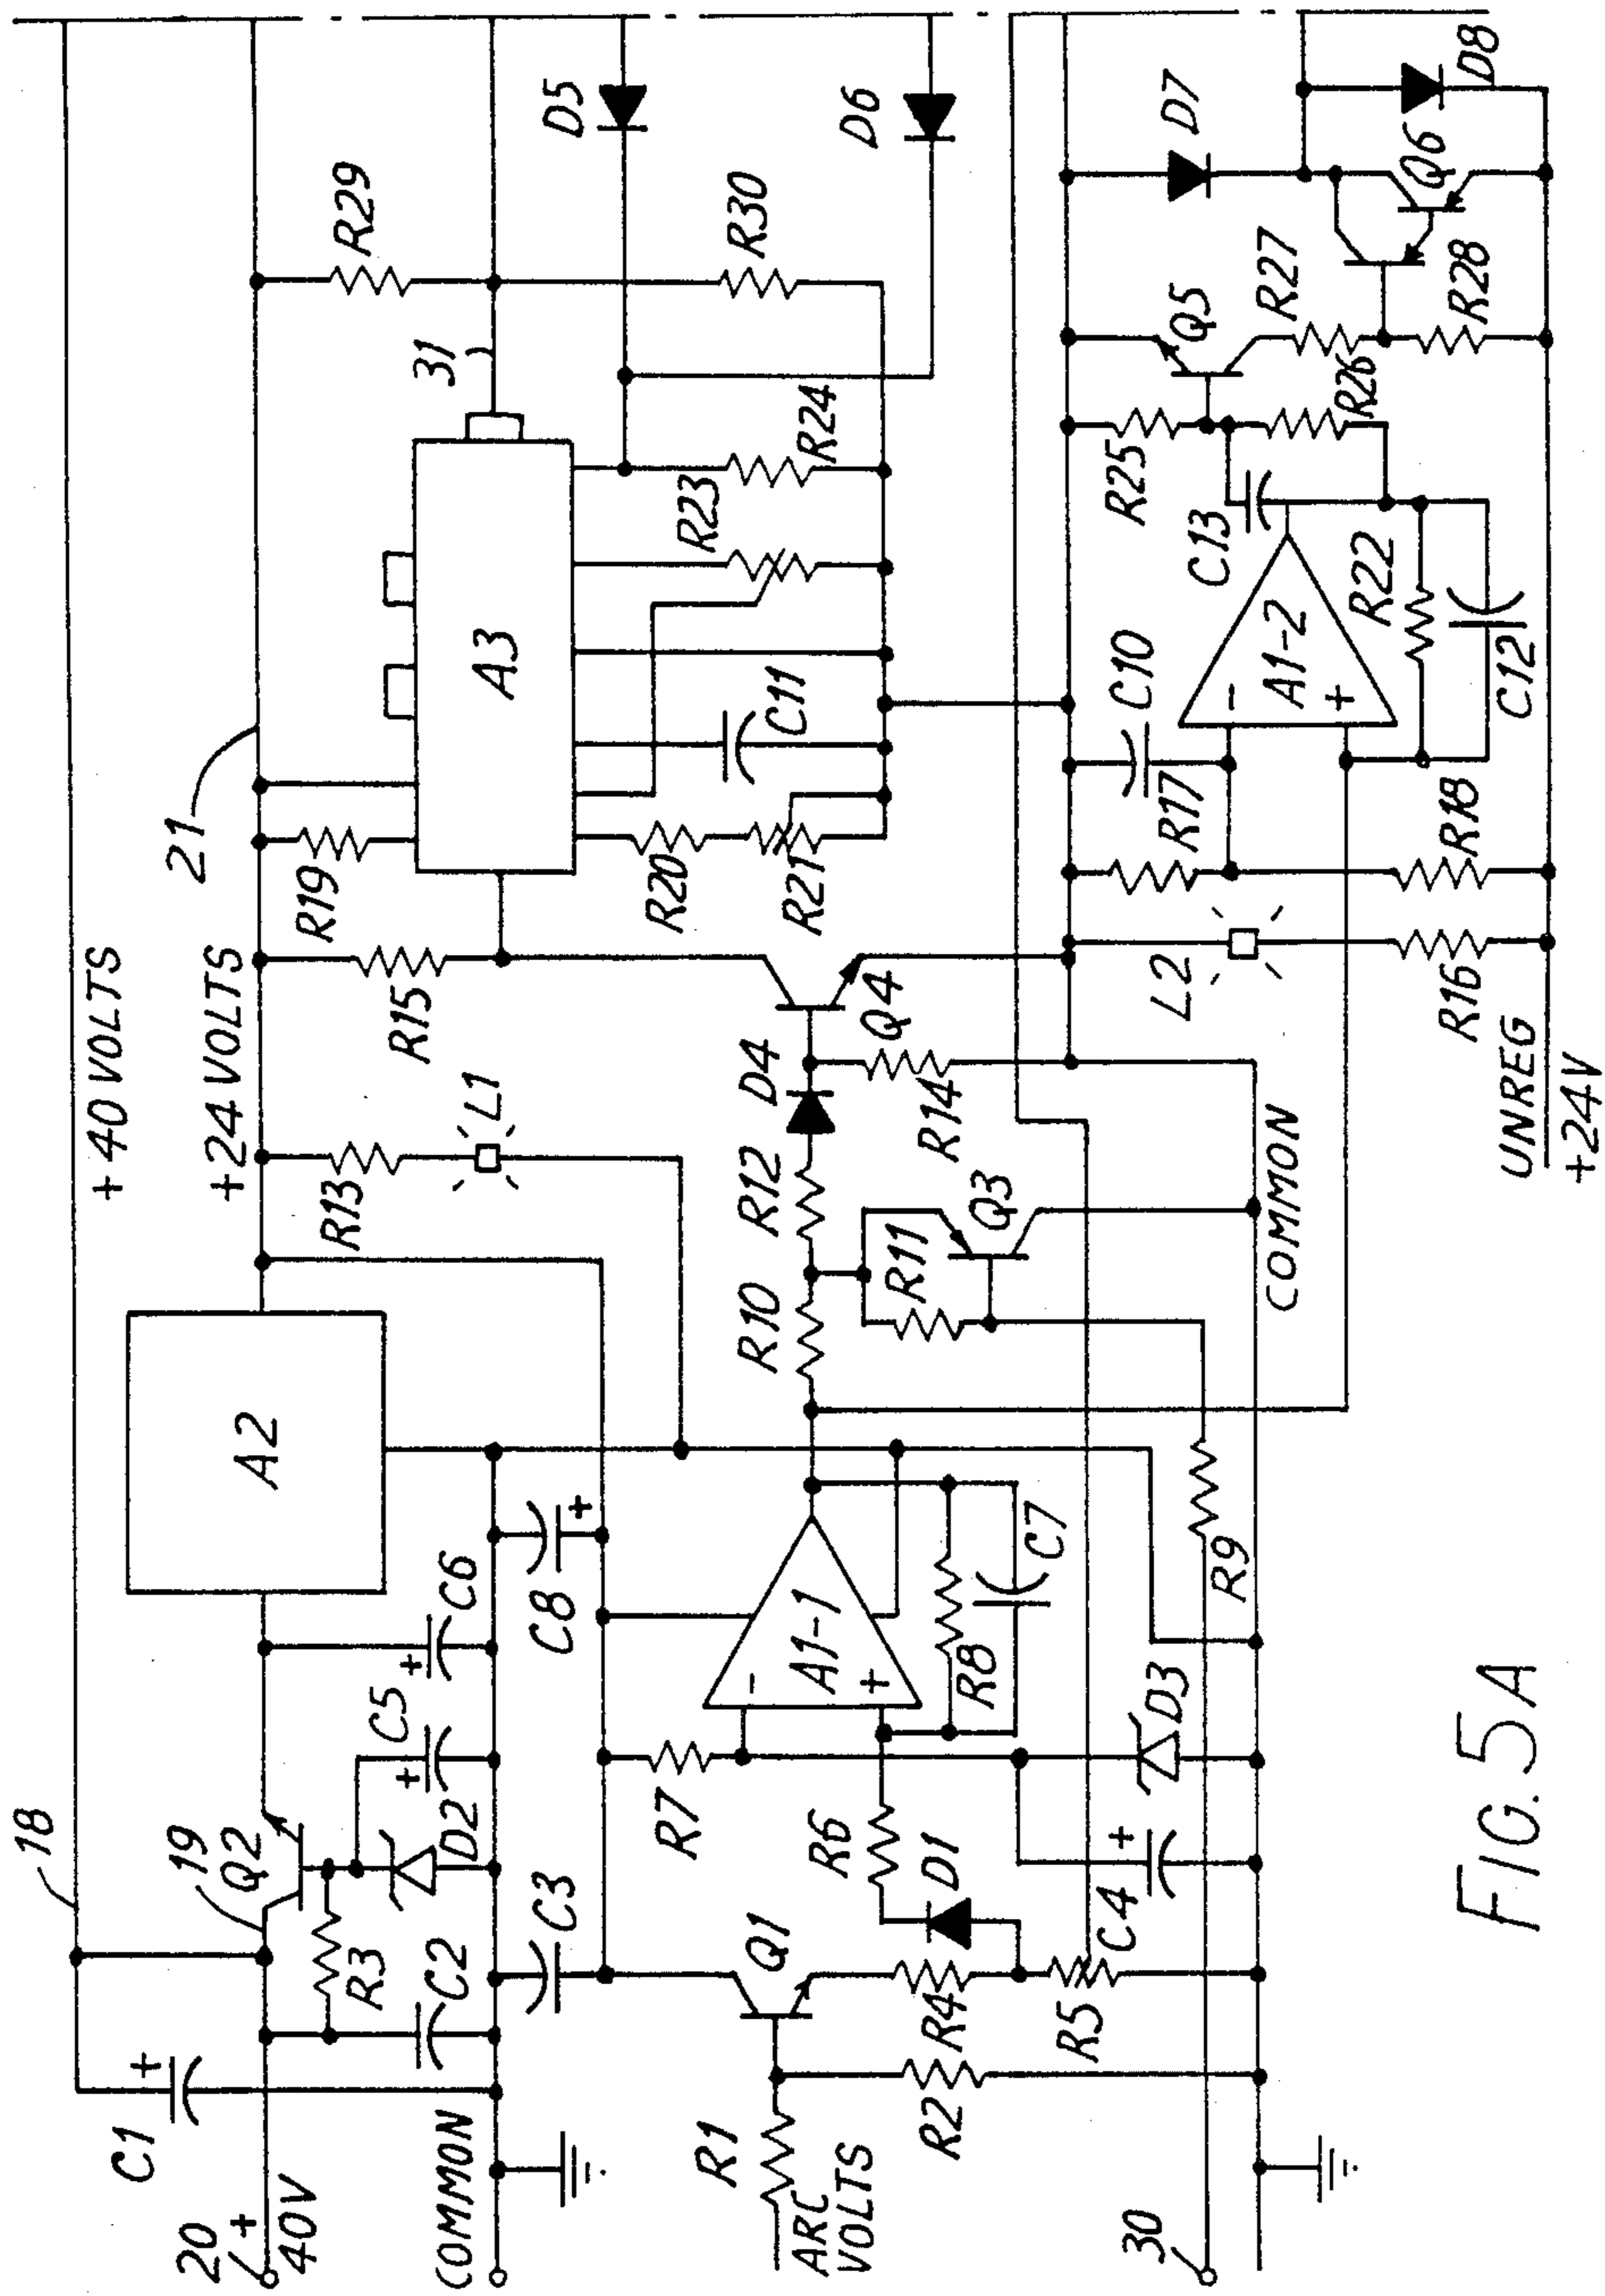 +40 VOLTS
+24 VOLTS
18
19
Q2
20
+
40V
C1
+
R3
C2
D2
C5
+
C6
+
A2
COMMON
C3
C8
+
R13
L1
21
R15
R19
A3
31
R29
D5
D6
R30
R20
R21
C11
R23
R24
R1
ARC
VOLTS
Q1
R2
R4
R5
D1
R6
R7
C4
+
D3
A1-1
-
+
R8
C7
R9
R10
R11
R12
D4
Q3
Q4
R14
COMMON
30
L2
R16
R17
R18
C10
A1-2
-
+
R22
C12
C13
R25
R26
Q5
R27
R28
Q6
D7
D8
UNREG
+24V
FIG. 5A